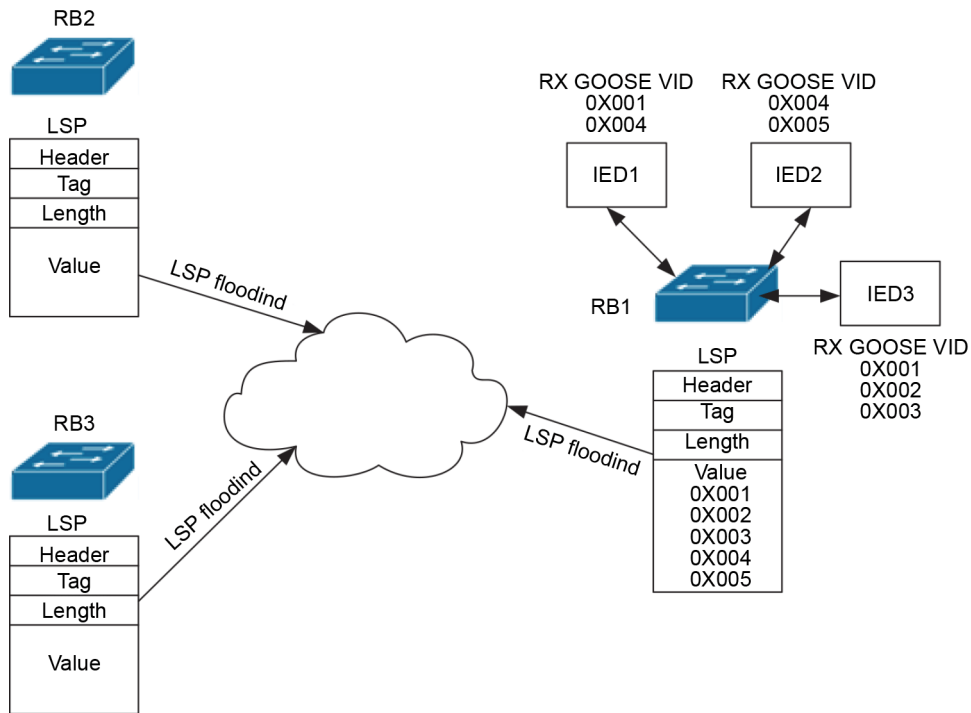 RB2
LSP
Header
Tag
Length
Value
LSP floodind
RB3
LSP
Header
Tag
Length
Value
LSP floodind
RX GOOSE VID
0X001
0X004
IED1
RX GOOSE VID
0X004
0X005
IED2
RB1
IED3
RX GOOSE VID
0X001
0X002
0X003
LSP
Header
Tag
Length
Value
0X001
0X002
0X003
0X004
0X005
LSP floodind